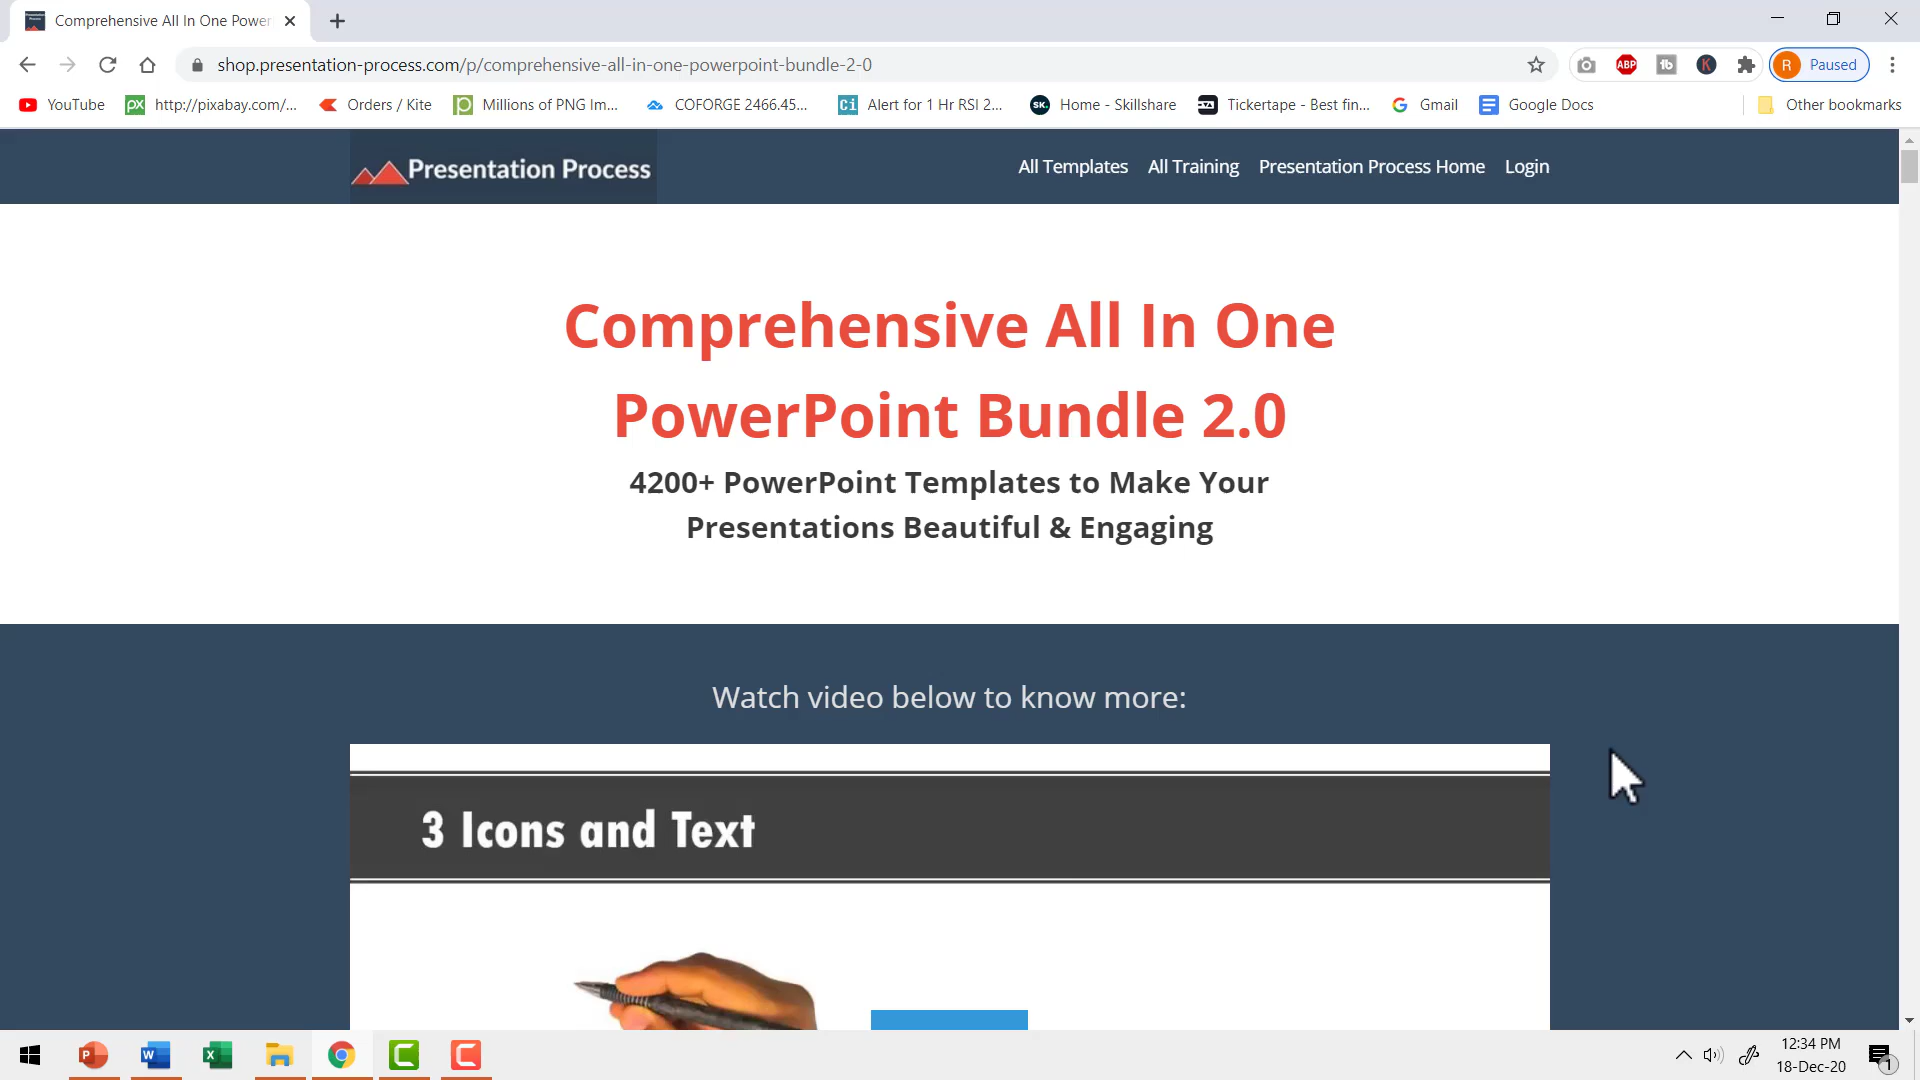 Comprehensive All In One Power
shop.presentation-process.com/p/comprehensive-all-in-one-powerpoint-bundle-2-0
ABP
R Paused
YouTube
http://pixabay.com/...
Orders / Kite
Millions of PNG Im...
COFORGE 2466.45...
Alert for 1 Hr RSI 2...
Home - Skillshare
Tickertape - Best fin...
Gmail
Google Docs
Other bookmarks
Presentation Process
All Templates
All Training
Presentation Process Home
Login
Comprehensive All In One
PowerPoint Bundle 2.0
4200+ PowerPoint Templates to Make Your
Presentations Beautiful & Engaging
Watch video below to know more:
3 Icons and Text
12:34 PM
18-Dec-20
1